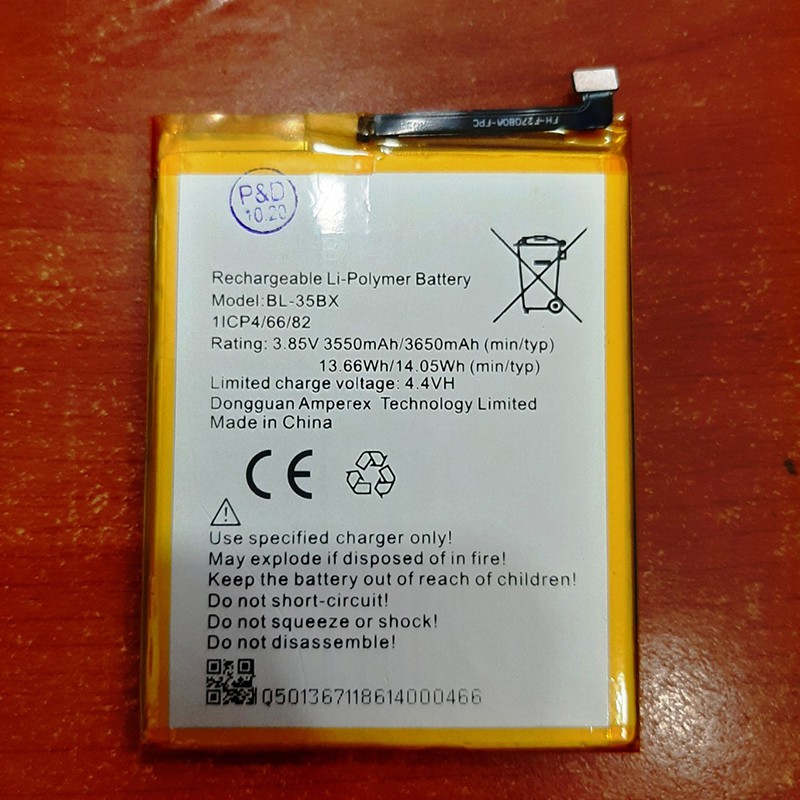 FH-F270B0A-FPC
P&D
10.20
Rechargeable Li-Polymer Battery
Model:BL-35BX
1ICP4/66/82
Rating: 3.85V 3550mAh/3650mAh (min/typ)
13.66Wh/14.05Wh (min/typ)
Limited charge voltage: 4.4VH
Dongguan Amperex Technology Limited
Made in China
CE
Use specified charger only!
May explode if disposed of in fire!
Keep the battery out of reach of children!
Do not short-circuit!
Do not squeeze or shock!
Do not disassemble!
Q501367118614000466